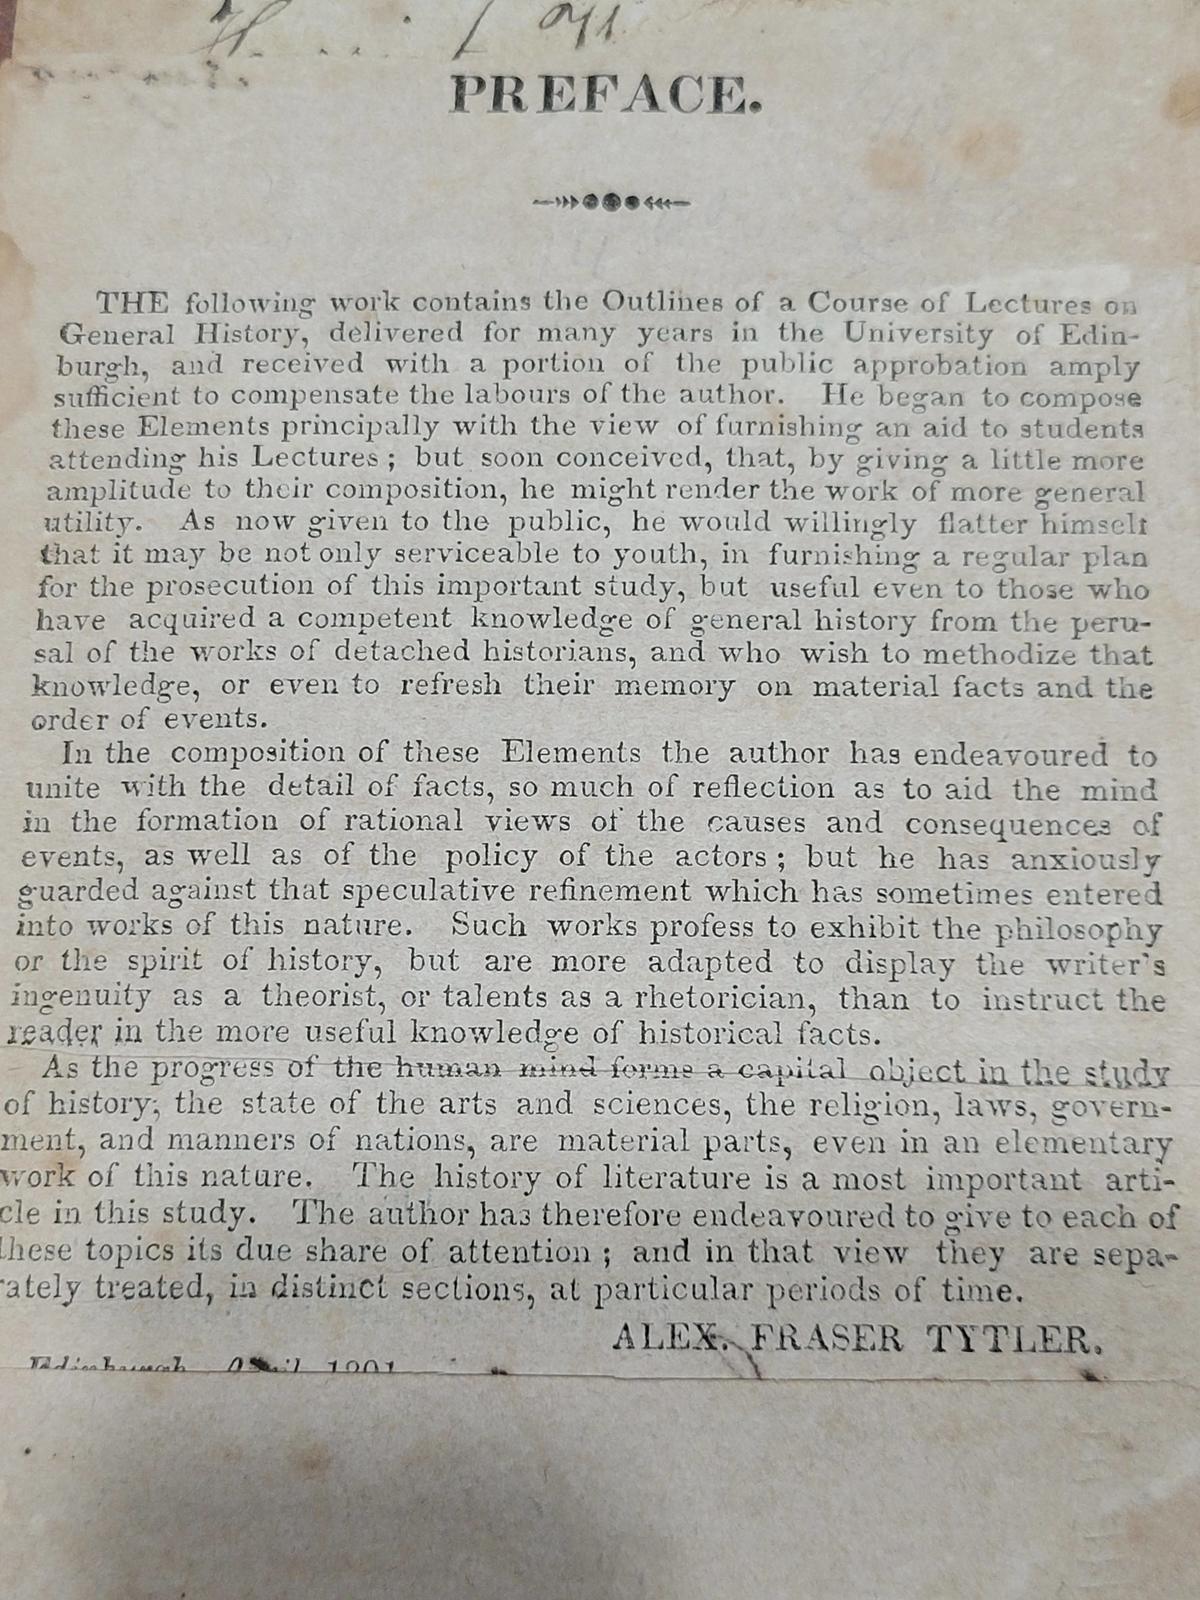 PREFACE.
THE following work contains the Outlines of a Course of Lectures on
General History, delivered for many years in the University of Edin-
burgh, and received with a portion of the public approbation amply
sufficient to compensate the labours of the author. He began to compose
these Elements principally with the view of furnishing an aid to students
attending his Lectures; but soon conceived, that, by giving a little more
amplitude to their composition, he might render the work of more general
utility. As now given to the public, he would willingly flatter himself
that it may be not only serviceable to youth, in furnishing a regular plan
for the prosecution of this important study, but useful even to those who
have acquired a competent knowledge of general history from the peru-
sal of the works of detached historians, and who wish to methodize that
knowledge, or even to refresh their memory on material facts and the
order of events.
In the composition of these Elements the author has endeavoured to
unite with the detail of facts, so much of reflection as to aid the mind
in the formation of rational views of the causes and consequences of
events, as well as of the policy of the actors; but he has anxiously
guarded against that speculative refinement which has sometimes entered
into works of this nature. Such works profess to exhibit the philosophy
or the spirit of history, but are more adapted to display the writer's
ingenuity as a theorist, or talents as a rhetorician, than to instruct the
reader in the more useful knowledge of historical facts.
As the progress of the human mind forms a capital object in the study
of history, the state of the arts and sciences, the religion, laws, govern-
ment, and manners of nations, are material parts, even in an elementary
work of this nature. The history of literature is a most important arti-
cle in this study. The author has therefore endeavoured to give to each of
these topics its due share of attention; and in that view they are sepa-
rately treated, in distinct sections, at particular periods of time.
ALEX. FRASER TYTLER.
Edinburgh, April